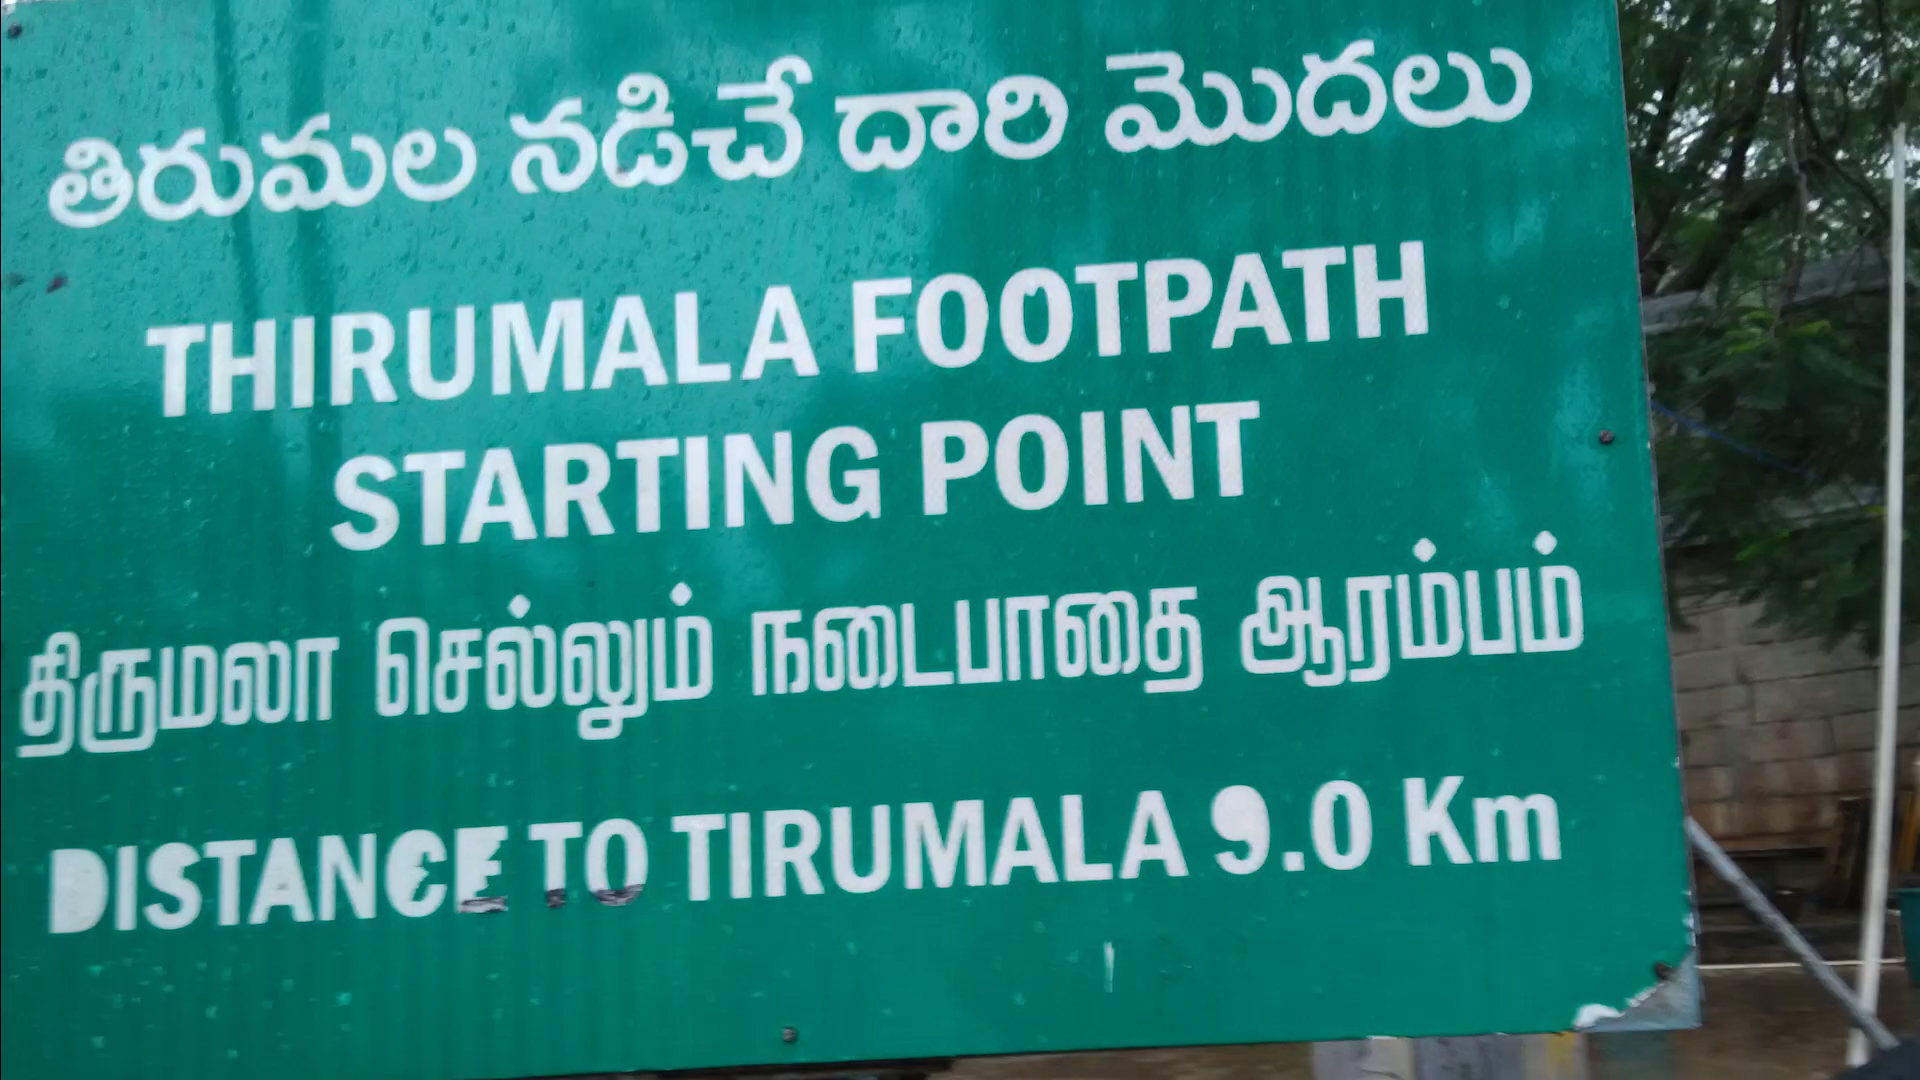 తిరుమల నడిచే దారి మొదలు
THIRUMALA FOOTPATH
STARTING POINT
திருமலா செல்லும் நடைபாதை ஆரம்பம்
DISTANCE TO TIRUMALA 9.0 Km